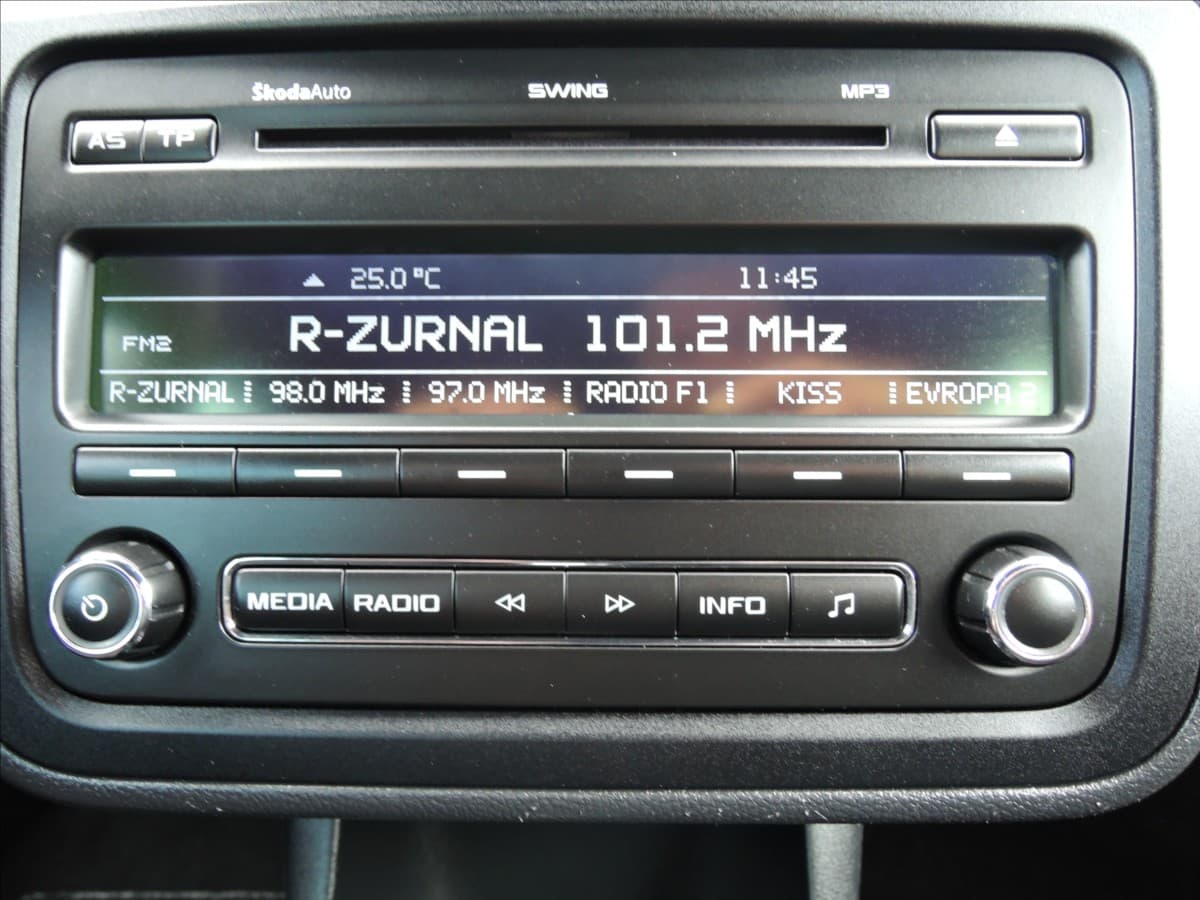 ŠkodaAuto SWING MP3
AS TP
25.0 °C 11:45
FM2 R-ZURNAL 101.2 MHz
R-ZURNAL 98.0 MHz 97.0 MHz RADIO F1 KISS EVROPA 2
MEDIA RADIO INFO